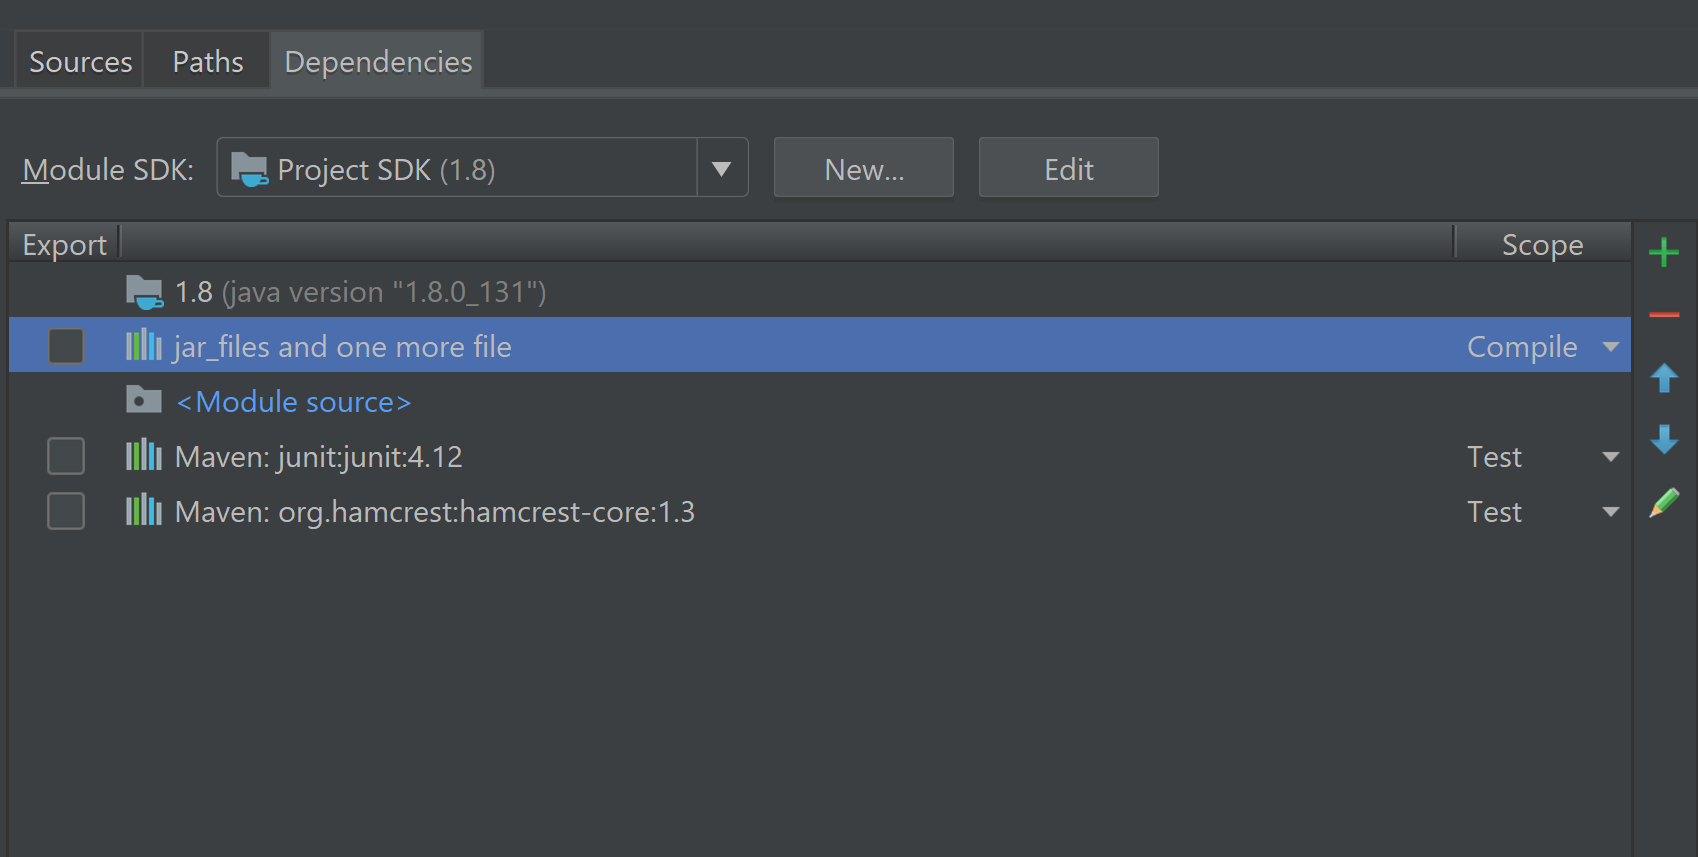 Sources Paths Dependencies
Module SDK: Project SDK (1.8) New... Edit
Export Scope
1.8 (java version "1.8.0_131")
jar_files and one more file Compile
<Module source>
Maven: junit:junit:4.12 Test
Maven: org.hamcrest:hamcrest-core:1.3 Test